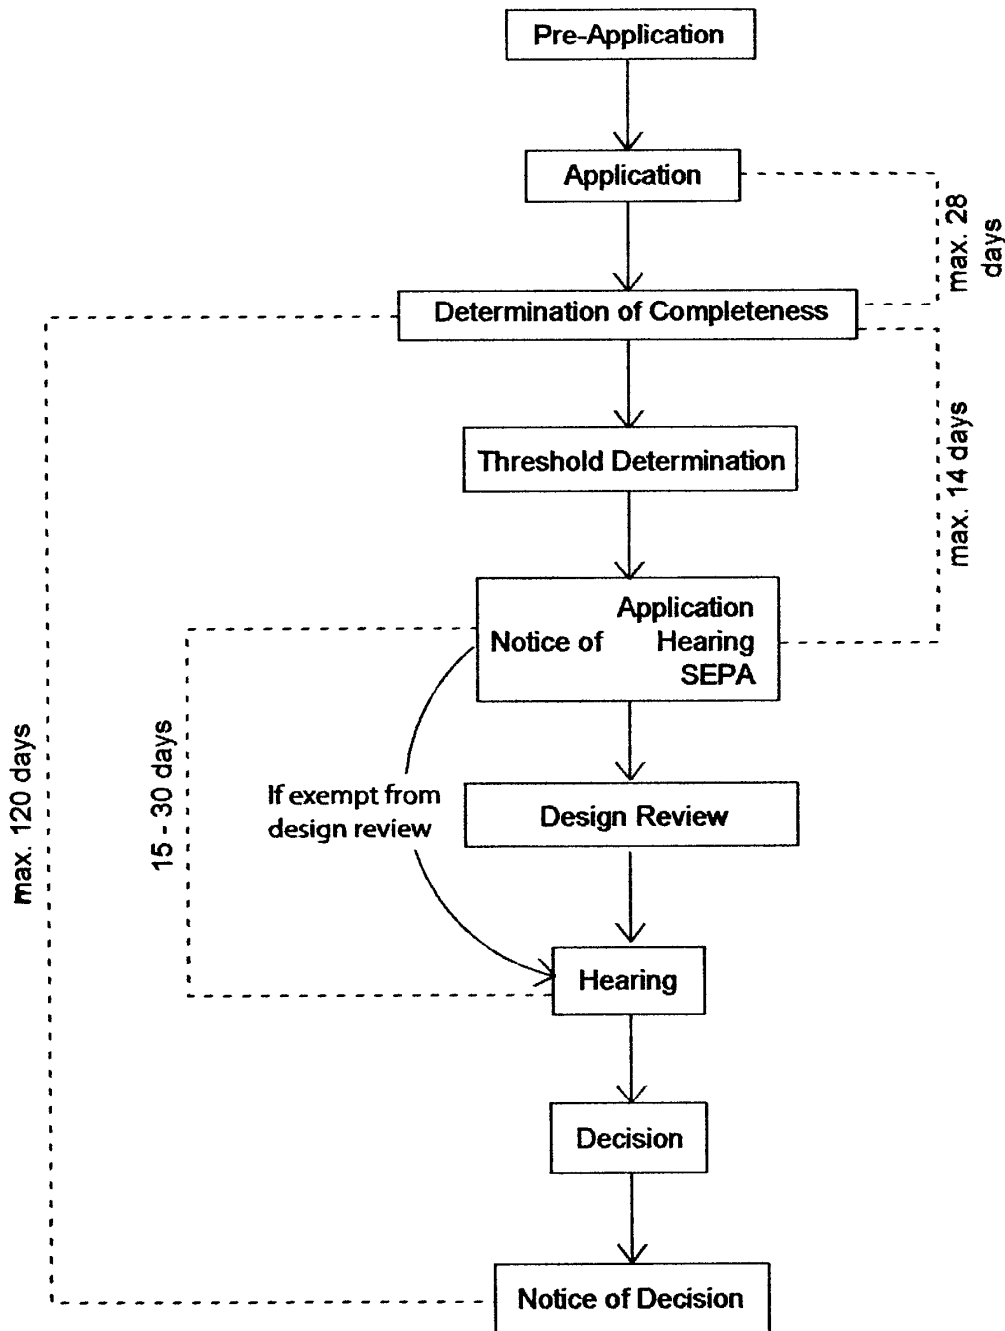 Pre-Application
Application
max. 28
days
Determination of Completeness
Threshold Determination
max. 14 days
Application
Notice of Hearing
SEPA
max. 120 days
15 - 30 days
If exempt from
design review
Design Review
Hearing
Decision
Notice of Decision